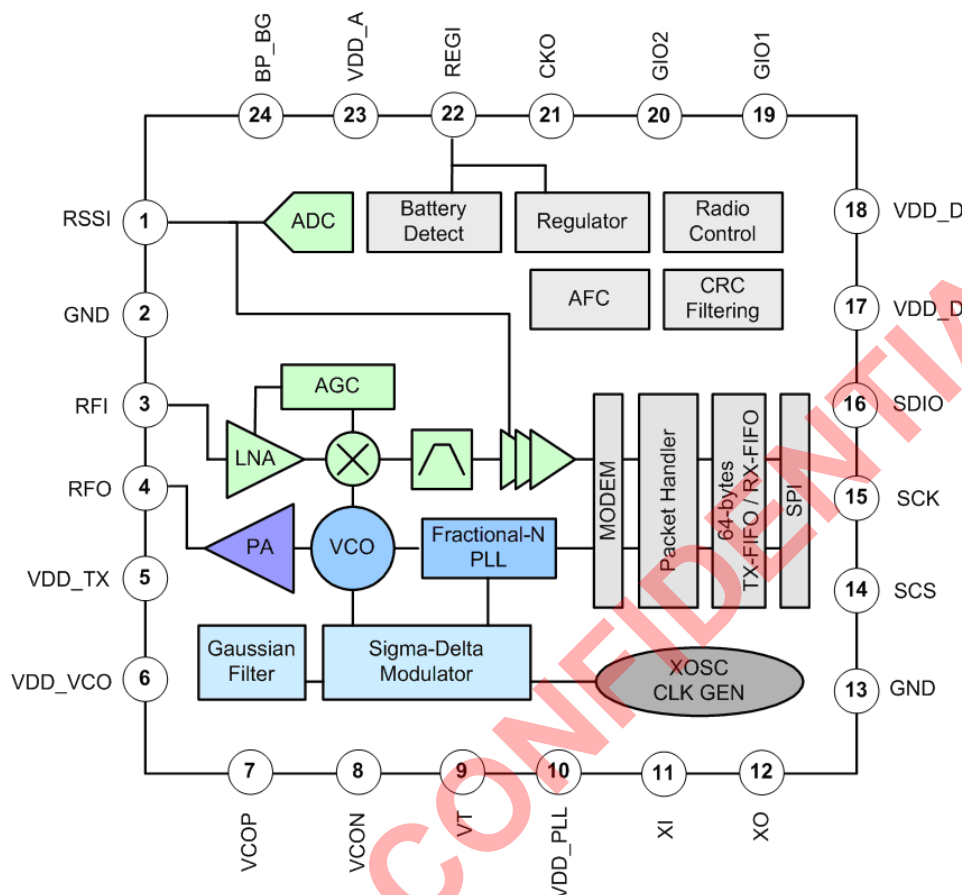 BP_BG
VDD_A
REGI
CKO
GIO2
GIO1
24
23
22
21
20
19
RSSI
1
ADC
Battery
Detect
Regulator
Radio
Control
18
VDD_D
GND
2
AFC
CRC
Filtering
17
VDD_D
RFI
3
AGC
16
SDIO
LNA
RFO
4
PA
VCO
Fractional-N
PLL
MODEM
Packet Handler
64-bytes
TX-FIFO / RX-FIFO
SPI
15
SCK
VDD_TX
5
14
SCS
VDD_VCO
6
Gaussian
Filter
Sigma-Delta
Modulator
XOSC
CLK GEN
13
GND
7
8
9
10
11
12
VCOP
VCON
VT
VDD_PLL
XI
XO
CONFIDENTIA